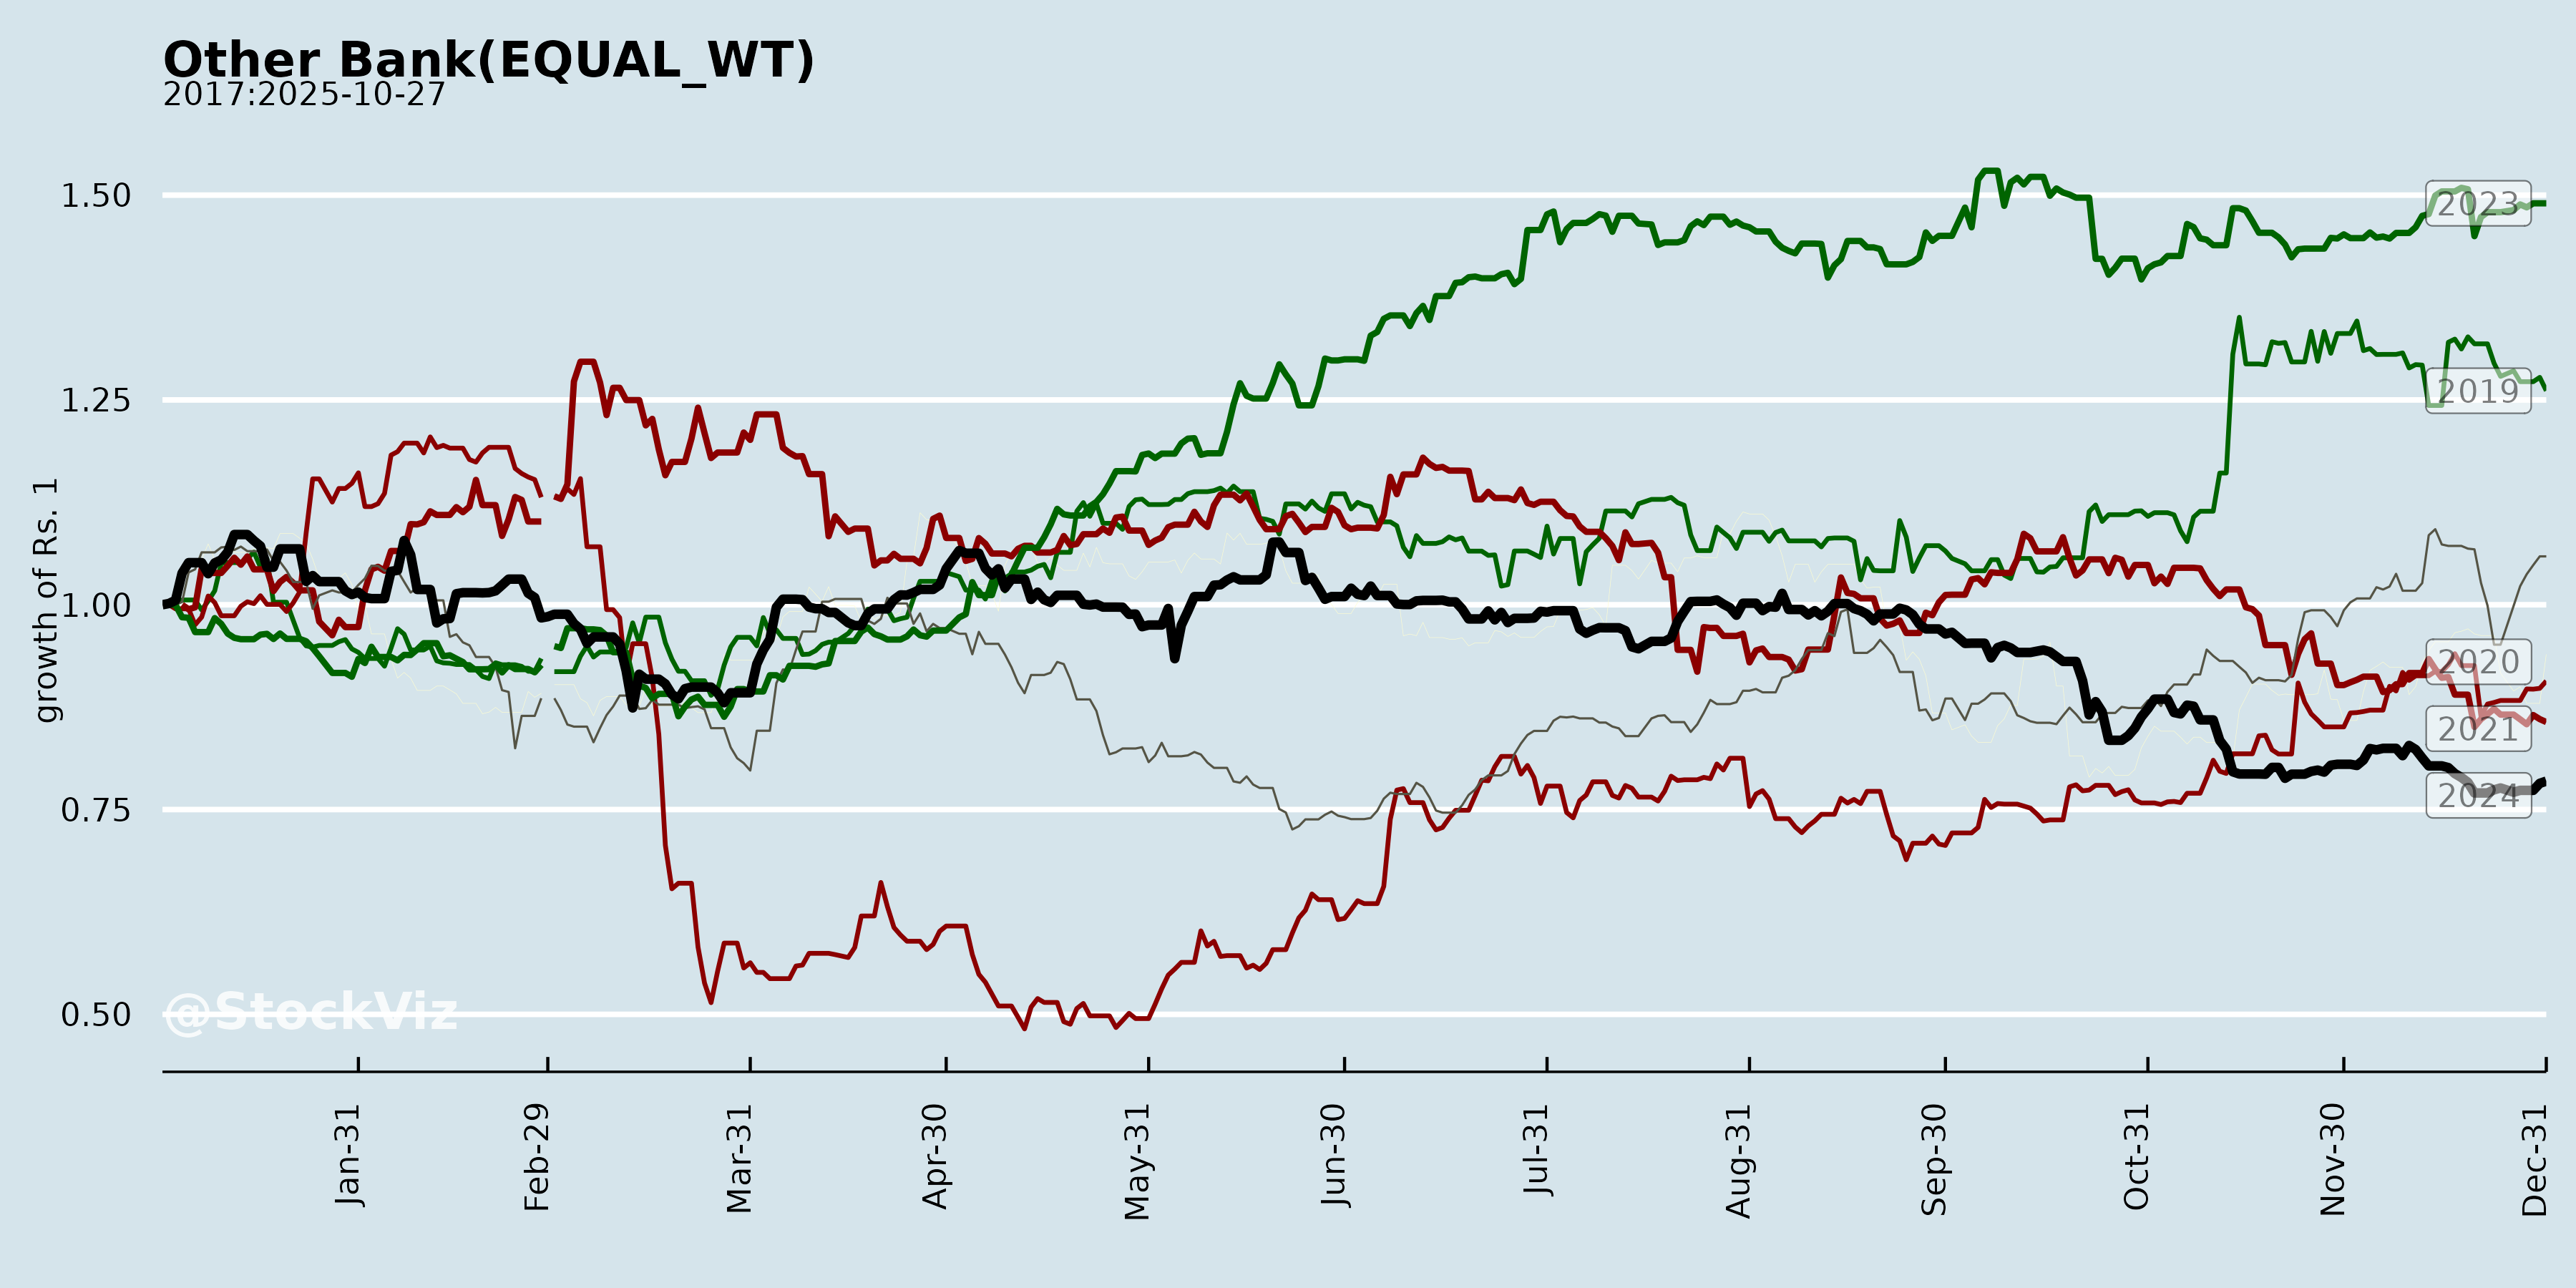 Other Bank(EQUAL_WT)
2017:2025-10-27
growth of Rs. 1
1.50
1.25
1.00
0.75
0.50
2023
2019
2020
2021
2024
@StockViz
Jan-31
Feb-29
Mar-31
Apr-30
May-31
Jun-30
Jul-31
Aug-31
Sep-30
Oct-31
Nov-30
Dec-31